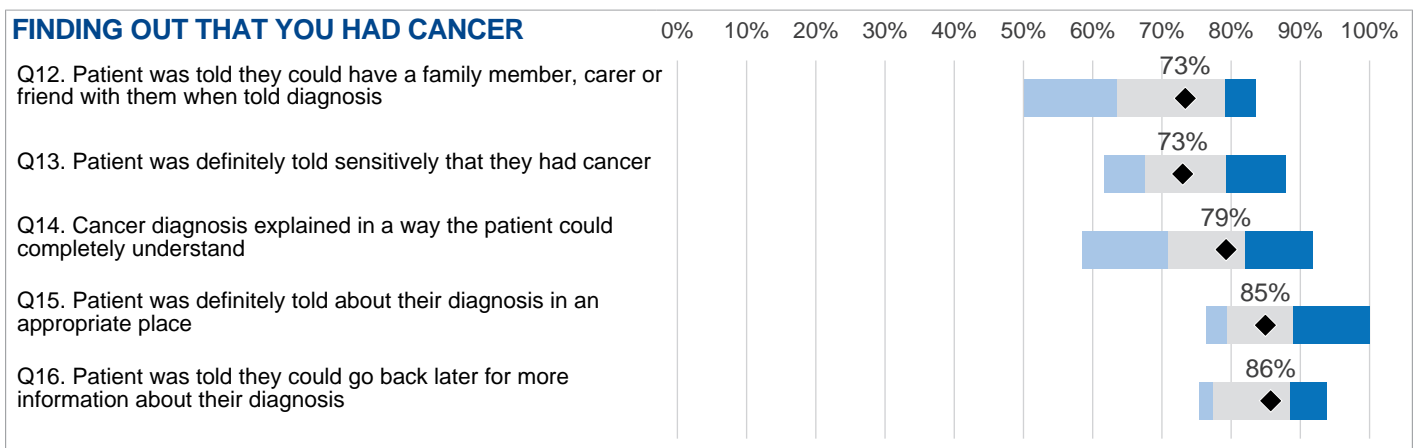 FINDING OUT THAT YOU HAD CANCER
0% 10% 20% 30% 40% 50% 60% 70% 80% 90% 100%
Q12. Patient was told they could have a family member, carer or
friend with them when told diagnosis
73%
Q13. Patient was definitely told sensitively that they had cancer
73%
Q14. Cancer diagnosis explained in a way the patient could
completely understand
79%
Q15. Patient was definitely told about their diagnosis in an
appropriate place
85%
Q16. Patient was told they could go back later for more
information about their diagnosis
86%